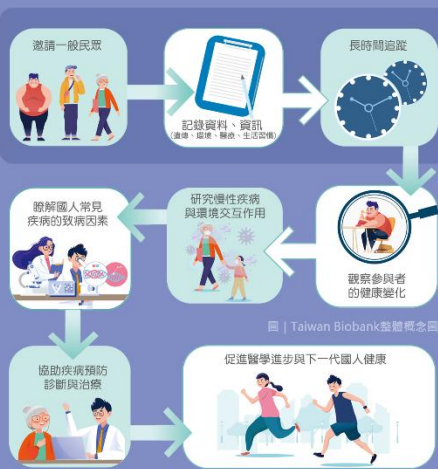 邀請一般民眾
記錄資料、資訊
(遺傳、環境、醫療、生活習慣)
長時間追蹤
觀察參與者
的健康變化
研究慢性疾病
與環境交互作用
瞭解國人常見
疾病的致病因素
圖 | Taiwan Biobank整體概念圖
協助疾病預防
診斷與治療
促進醫學進步與下一代國人健康